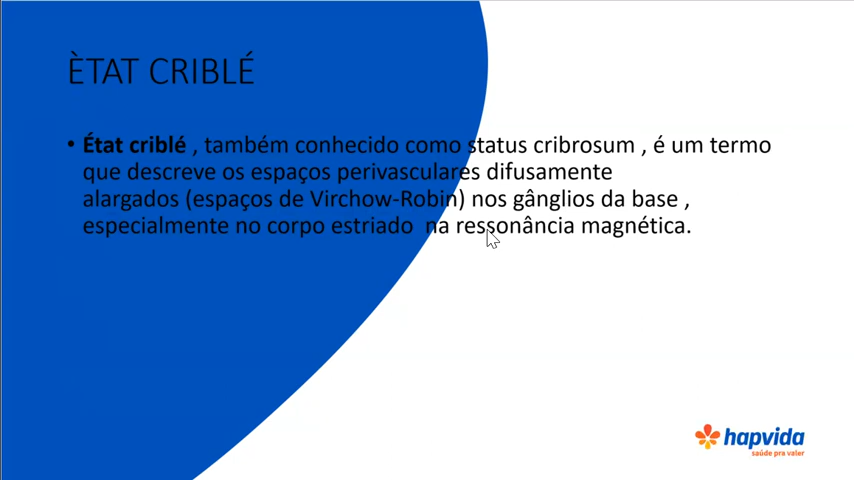 ÈTAT CRIBLÉ
• État criblé , também conhecido como status cribrosum , é um termo
que descreve os espaços perivasculares difusamente
alargados (espaços de Virchow-Robin) nos gânglios da base ,
especialmente no corpo estriado na ressonância magnética.
hapvida
saúde pra valer